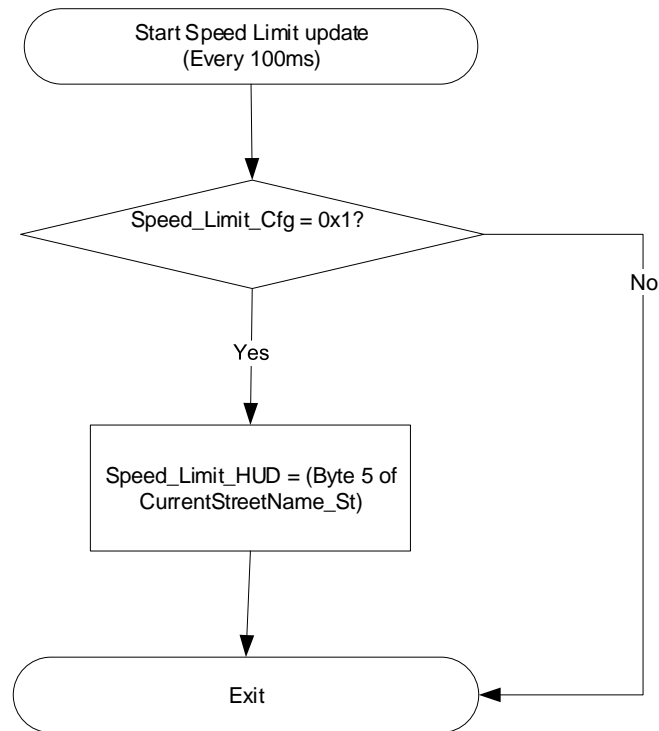 Start Speed Limit update
(Every 100ms)
Speed_Limit_Cfg = 0x1?
No
Yes
Speed_Limit_HUD = (Byte 5 of
CurrentStreetName_St)
Exit